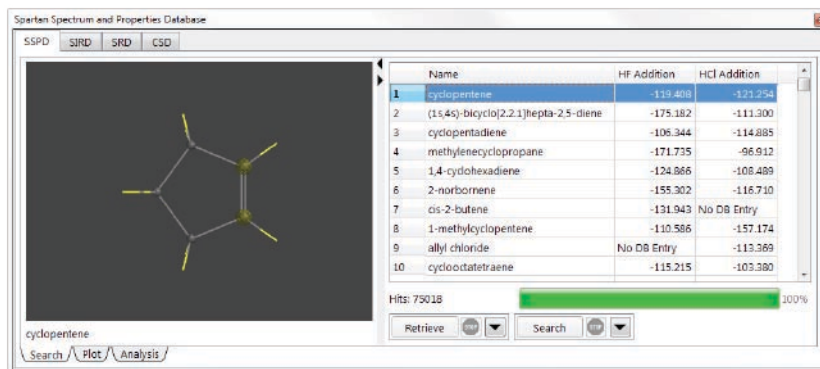 Spartan Spectrum and Properties Database
SSPD SIRD SRD CSD
Name HF Addition HCl Addition
1 cyclopentene -119.408 -121.254
2 (1s,4s)-bicyclo[2.2.1]hepta-2,5-diene -175.182 -111.300
3 cyclopentadiene -106.344 -114.885
4 methylenecyclopropane -171.735 -96.912
5 1,4-cyclohexadiene -124.866 -108.489
6 2-norbornene -155.302 -116.710
7 cis-2-butene -131.943 No DB Entry
8 1-methylcyclopentene -110.586 -157.174
9 allyl chloride No DB Entry -113.369
10 cyclooctatetraene -115.215 -103.380
Hits: 75018 100%
Retrieve STOP Search STOP
cyclopentene
Search Plot Analysis